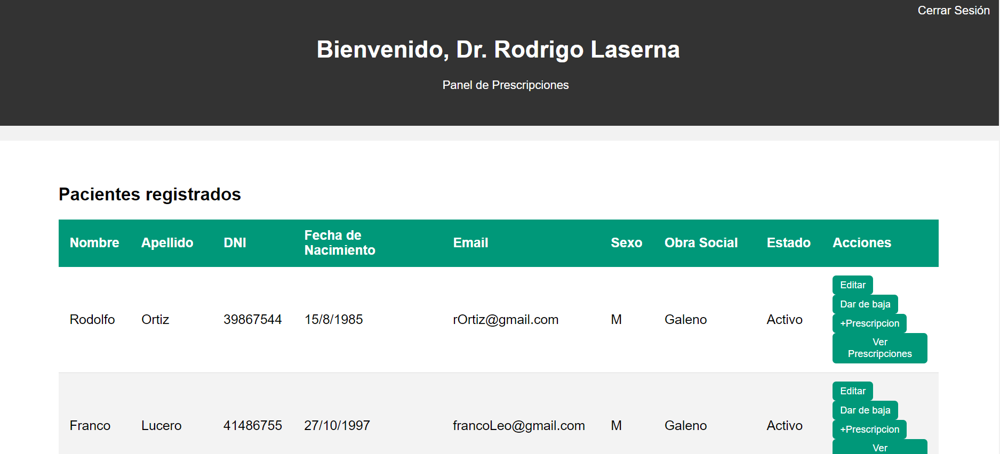 Cerrar Sesión
Bienvenido, Dr. Rodrigo Laserna
Panel de Prescripciones
Pacientes registrados
Nombre Apellido DNI Fecha de Nacimiento Email Sexo Obra Social Estado Acciones
Rodolfo Ortiz 39867544 15/8/1985 rOrtiz@gmail.com M Galeno Activo
Editar
Dar de baja
+Prescripcion
Ver
Prescripciones
Franco Lucero 41486755 27/10/1997 francoLeo@gmail.com M Galeno Activo
Editar
Dar de baja
+Prescripcion
Ver